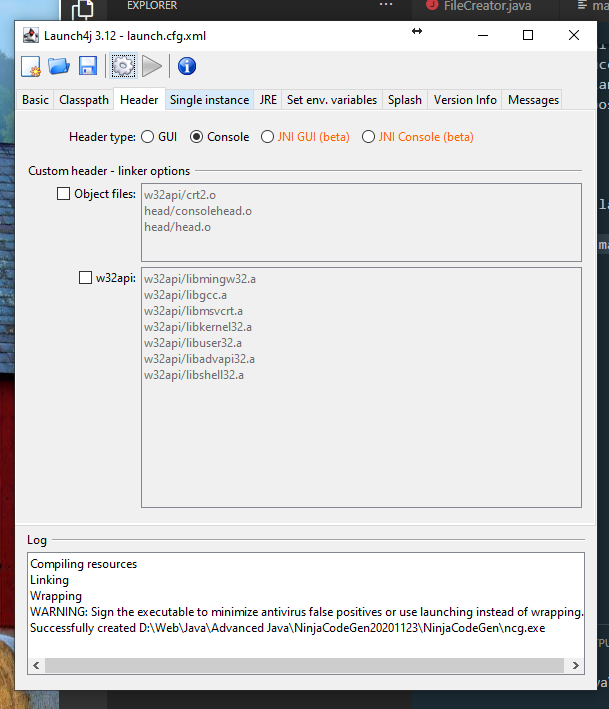 EXPLORER
...
FileCreator.java
ma
Launch4j 3.12 - launch.cfg.xml
Basic Classpath Header Single instance JRE Set env. variables Splash Version Info Messages
Header type: GUI Console JNI GUI (beta) JNI Console (beta)
Custom header - linker options
Object files:
w32api/crt2.o
head/consolehead.o
head/head.o
w32api:
w32api/libmingw32.a
w32api/libgcc.a
w32api/libmsvcrt.a
w32api/libkernel32.a
w32api/libuser32.a
w32api/libadvapi32.a
w32api/libshell32.a
Log
Compiling resources
Linking
Wrapping
WARNING: Sign the executable to minimize antivirus false positives or use launching instead of wrapping.
Successfully created D:\Web\Java\Advanced Java\NinjaCodeGen20201123\NinjaCodeGen\ncg.exe